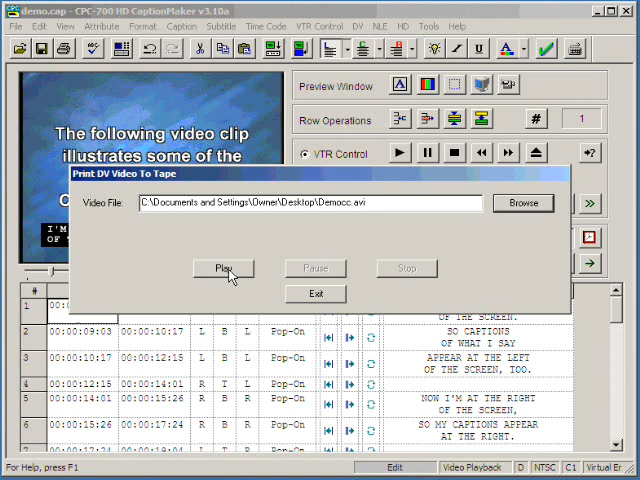 demo.cap - CPC-700 HD CaptionMaker v3.10a
File Edit View Attribute Format Caption Subtitle Time Code VTR Control DV NLE HD Tools Help
The following video clip
illustrates some of the
Preview Window
Row Operations # 1
VTR Control
Print DV Video To Tape
Video File: C:\Documents and Settings\Owner\Desktop\Democc.avi Browse
Play Pause Stop
Exit
#
1
OF THE SCREEN.
2 00:00:09:03 00:00:10:17 L B L Pop-On SO CAPTIONS
OF WHAT I SAY
3 00:00:10:17 00:00:12:15 L B L Pop-On APPEAR AT THE LEFT
OF THE SCREEN, TOO.
4 00:00:12:15 00:00:14:01 R T L Pop-On
5 00:00:14:01 00:00:15:26 R B R Pop-On NOW I'M AT THE RIGHT
OF THE SCREEN,
6 00:00:15:26 00:00:17:24 R B R Pop-On SO MY CAPTIONS APPEAR
AT THE RIGHT.
For Help, press F1 Edit Video Playback D NTSC C1 Virtual Er